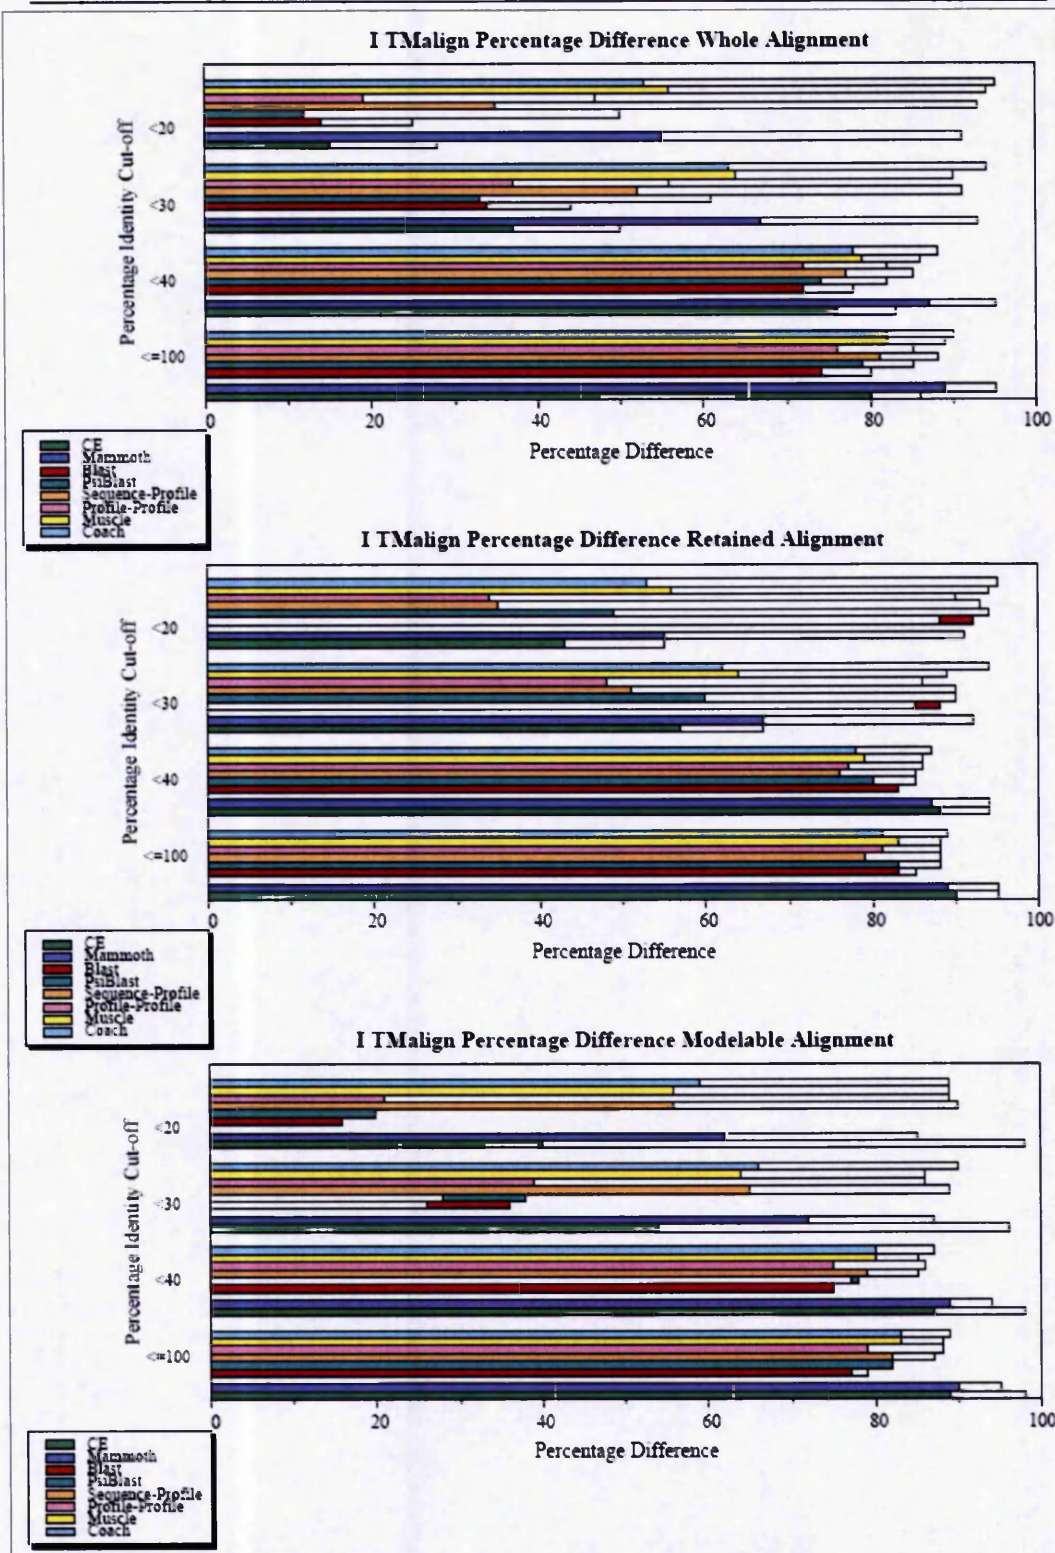 I TMalign Percentage Difference Whole Alignment
Percentage Identity Cut-off
<20
<30
<40
<=100
0 20 40 60 80 100
Percentage Difference
CE
Mammoth
Blast
PsiBlast
Sequence-Profile
Profile-Profile
Muscle
Coach
I TMalign Percentage Difference Retained Alignment
Percentage Identity Cut-off
<20
<30
<40
<=100
0 20 40 60 80 100
Percentage Difference
CE
Mammoth
Blast
PsiBlast
Sequence-Profile
Profile-Profile
Muscle
Coach
I TMalign Percentage Difference Modelable Alignment
Percentage Identity Cut-off
<20
<30
<40
<=100
0 20 40 60 80 100
Percentage Difference
CE
Mammoth
Blast
PsiBlast
Sequence-Profile
Profile-Profile
Muscle
Coach